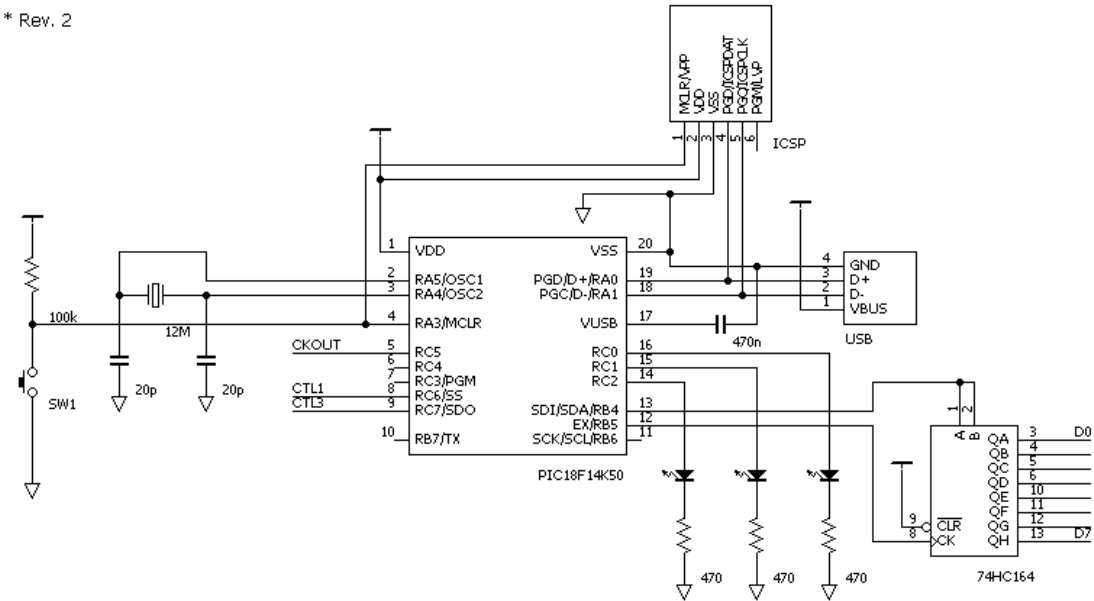 * Rev. 2
MCLR/VPP
VDD
VSS
PGD/ICSPDAT
PGC/ICSPCLK
PGM/LVP
1
2
3
4
5
6
ICSP
1
VDD
2
RA5/OSC1
3
RA4/OSC2
4
RA3/MCLR
5
RC5
6
RC4
7
RC3/PGM
8
RC6/SS
9
RC7/SDO
10
RB7/TX
VSS
20
PGD/D+/RA0
19
PGC/D-/RA1
18
VUSB
17
RC0
16
RC1
15
RC2
14
SDI/SDA/RB4
13
EX/RB5
12
SCK/SCL/RB6
11
PIC18F14K50
100k
12M
20p
20p
SW1
CKOUT
CTL1
CTL3
470n
4
GND
3
D+
2
D-
1
VBUS
USB
470
470
470
1
2
A
B
QA
3
D0
QB
4
QC
5
QD
6
QE
10
QF
11
QG
12
QH
13
D7
9
CLR
8
CK
74HC164